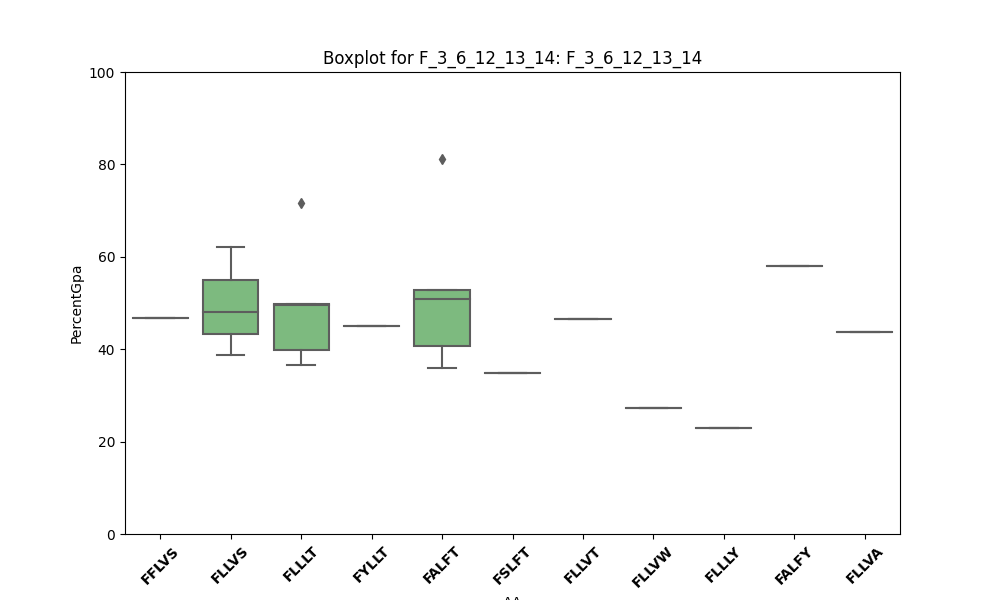 Boxplot for F_3_6_12_13_14: F_3_6_12_13_14
100
80
60
40
20
0
PercentGpa
FFLVS
FLLVS
FLLLT
FYLLT
FALFT
FSLFT
FLLVT
FLLVW
FLLLY
FALFY
FLLVA